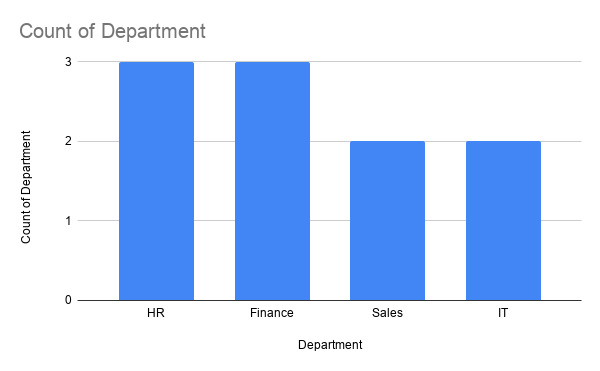 Count of Department
Count of Department
3
2
1
0
HR
Finance
Sales
IT
Department